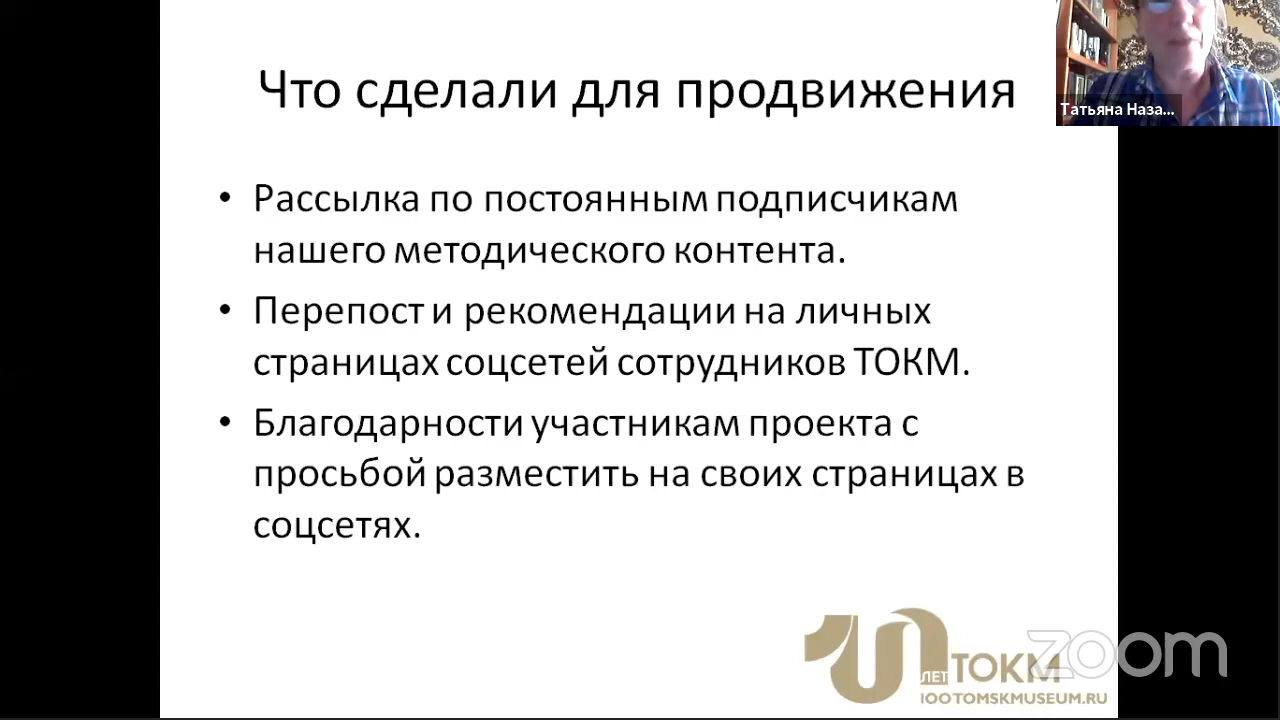 Что сделали для продвижения
Татьяна Наза...
• Рассылка по постоянным подписчикам
нашего методического контента.
• Перепост и рекомендации на личных
страницах соцсетей сотрудников ТОКМ.
• Благодарности участникам проекта с
просьбой разместить на своих страницах в
соцсетях.
100 ЛЕТ ТОКМ
100TOMSKMUSEUM.RU
zoom